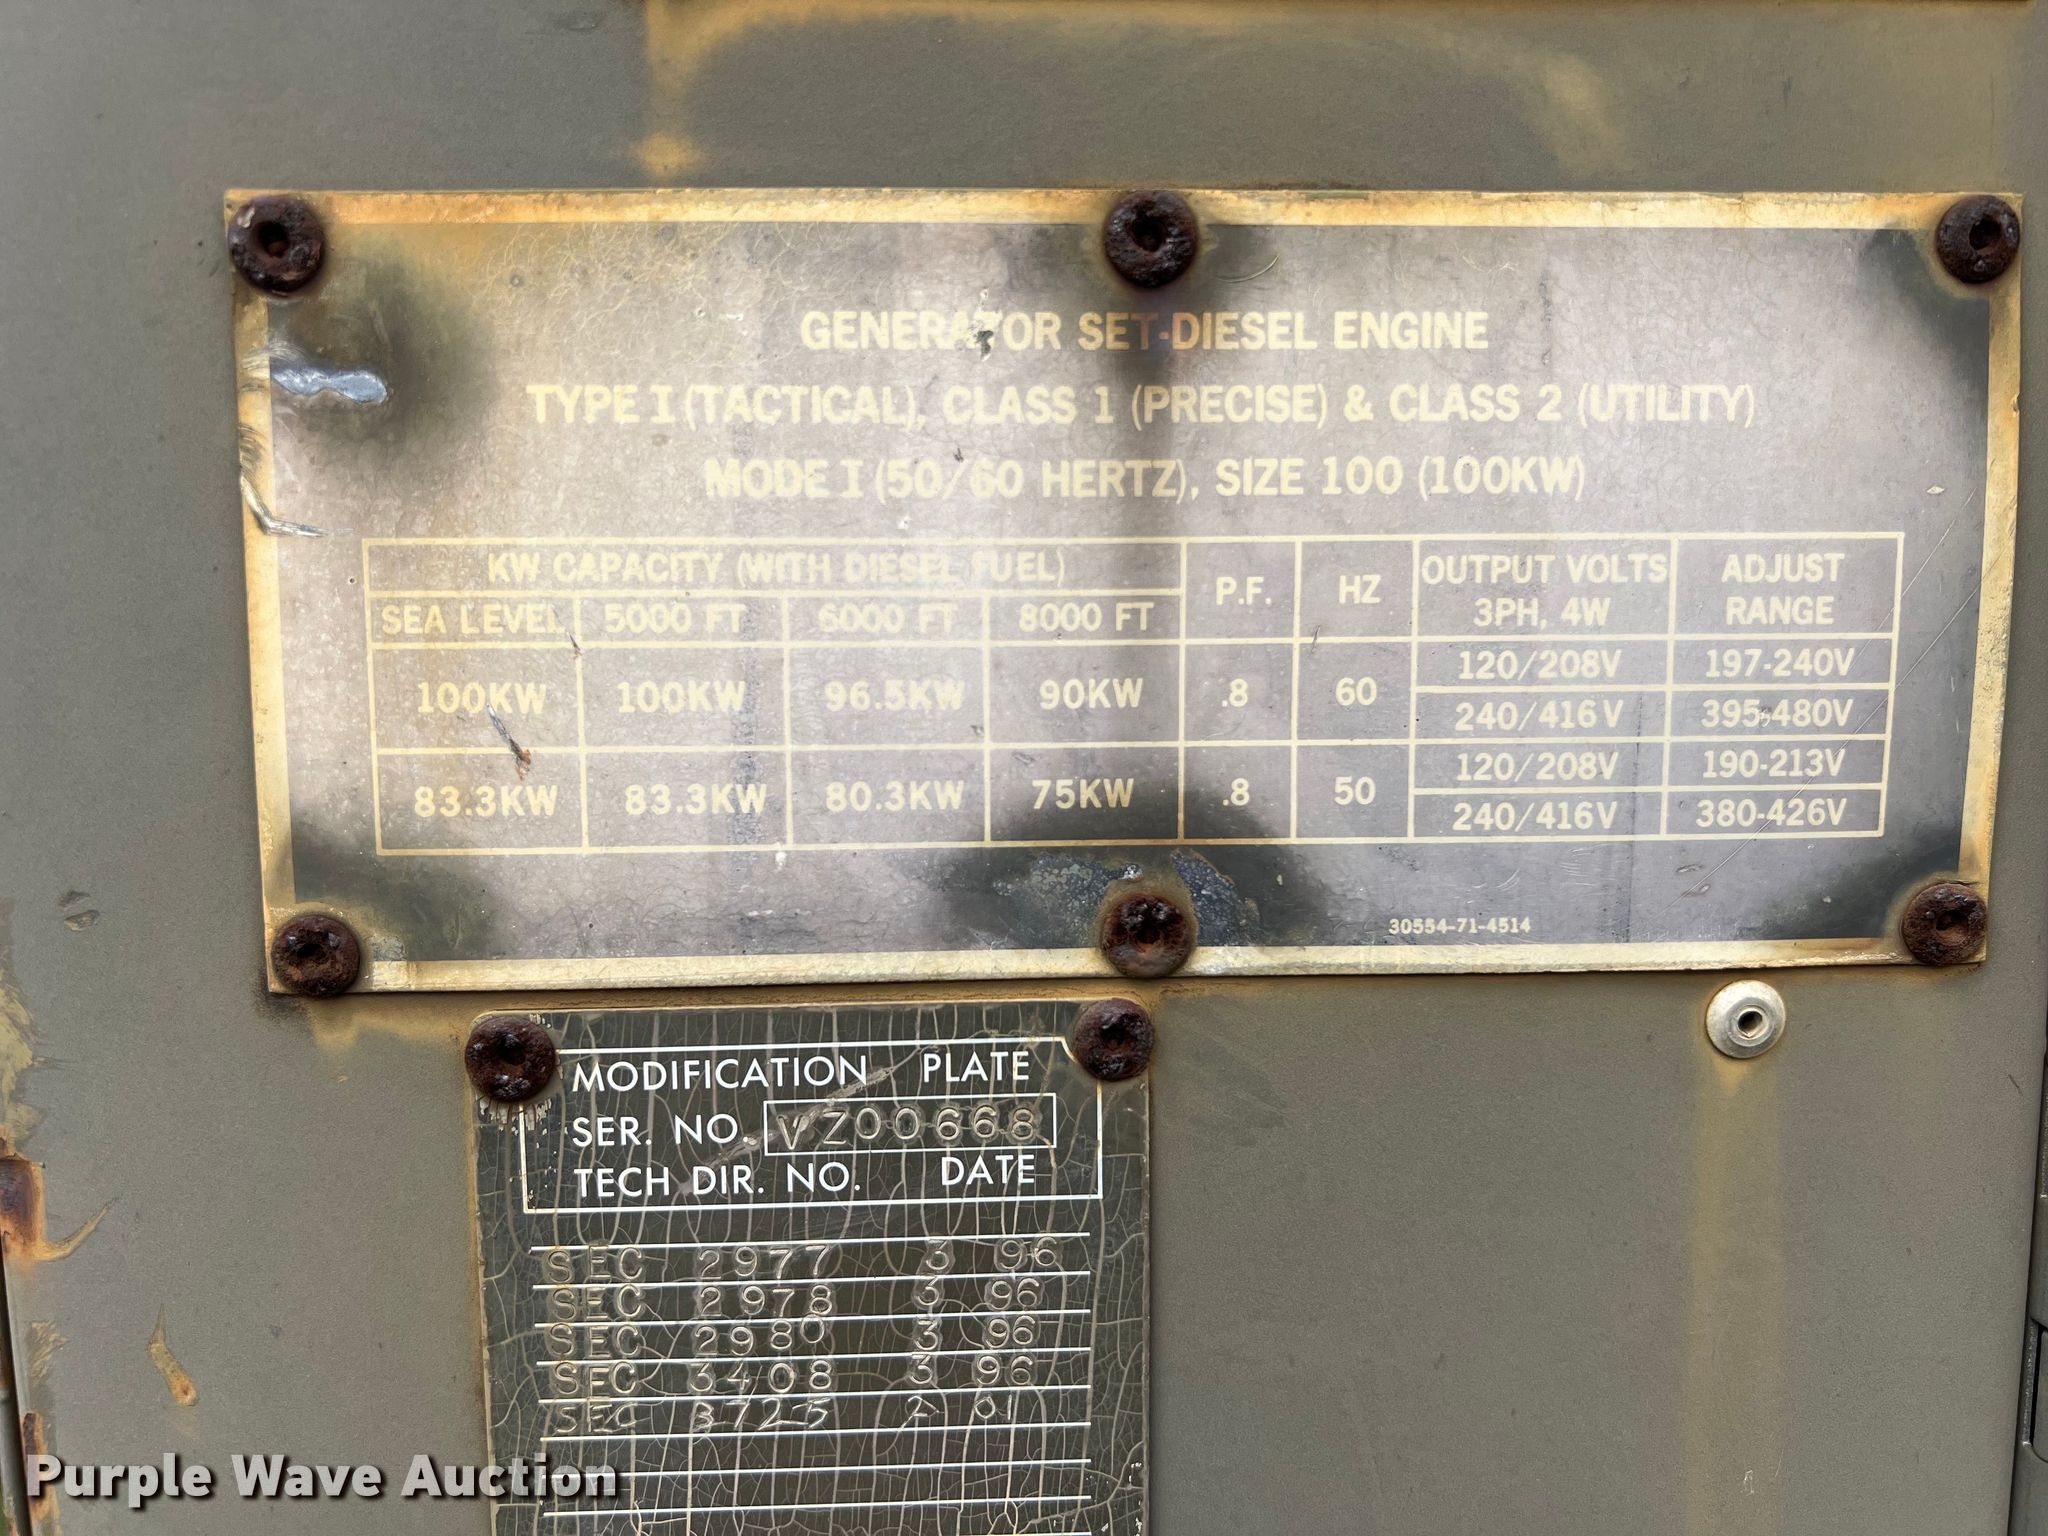 GENERATOR SET-DIESEL ENGINE
TYPE I (TACTICAL), CLASS 1 (PRECISE) & CLASS 2 (UTILITY)
MODE I (50/60 HERTZ), SIZE 100 (100KW)
KW CAPACITY (WITH DIESEL FUEL) P.F. HZ OUTPUT VOLTS 3PH, 4W ADJUST RANGE
SEA LEVEL 5000 FT 6000 FT 8000 FT
100KW 100KW 96.5KW 90KW .8 60 120/208V 197-240V
240/416V 395-480V
83.3KW 83.3KW 80.3KW 75KW .8 50 120/208V 190-213V
240/416V 380-426V
30554-71-4514
MODIFICATION PLATE
SER. NO. VZ00668
TECH DIR. NO. DATE
SEC 2977 3 96
SEC 2978 3 96
SEC 2980 3 96
SEC 3408 3 96
SEC 3725 2 01
Purple Wave Auction